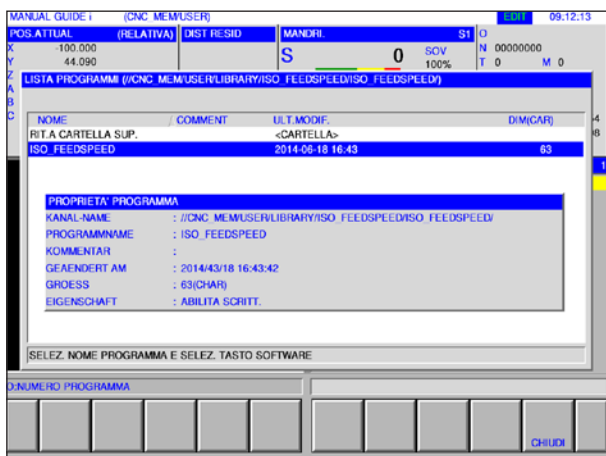 MANUAL GUIDE i (CNC_MEM/USER) EDIT 09.12.13
POS.ATTUAL (RELATIVA) DIST RESID MANDRI. S1 O
X -100.000 S 0 SOV 100% N 00000000
Y 44.090 T 0 M 0
Z
A
B
C
LISTA PROGRAMMI (//CNC_MEM/USER/LIBRARY/ISO_FEEDSPEED/ISO_FEEDSPEED/)
NOME / COMMENT ULT.MODIF. DIM(CAR)
RIT.A CARTELLA SUP. <CARTELLA>
ISO_FEEDSPEED 2014-06-18 16:43 63
PROPRIETA' PROGRAMMA
KANAL-NAME : //CNC_MEM/USER/LIBRARY/ISO_FEEDSPEED/ISO_FEEDSPEED/
PROGRAMMNAME : ISO_FEEDSPEED
KOMMENTAR :
GEAENDERT AM : 2014/43/18 16:43:42
GROESS : 63(CHAR)
EIGENSCHAFT : ABILITA SCRITT.
SELEZ. NOME PROGRAMMA E SELEZ. TASTO SOFTWARE
O:NUMERO PROGRAMMA
CHIUDI